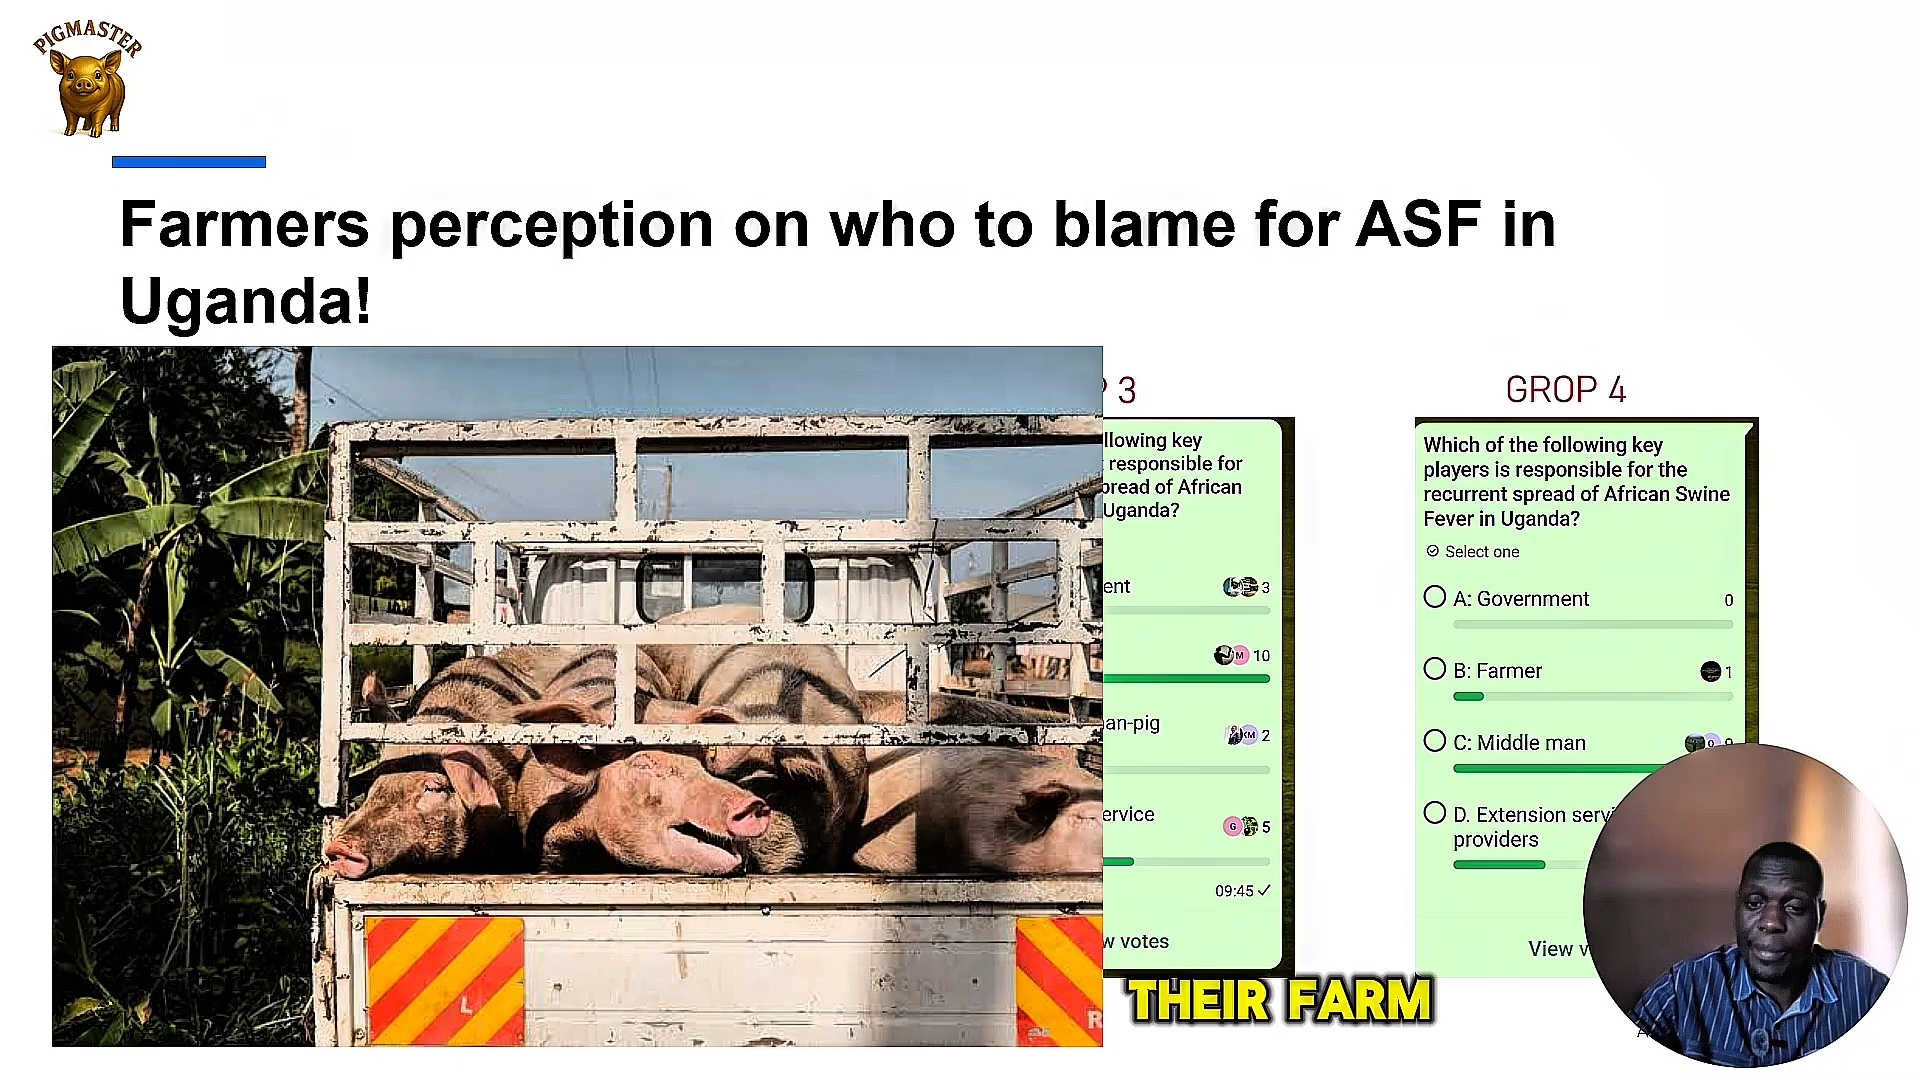 PIGMASTER
Farmers perception on who to blame for ASF in
Uganda!
P 3
llowing key
responsible for
pread of African
Uganda?
ent 3
M 10
an-pig
KM 2
ervice
G 5
09:45
w votes
GROP 4
Which of the following key
players is responsible for the
recurrent spread of African Swine
Fever in Uganda?
Select one
A: Government 0
B: Farmer 1
C: Middle man
D. Extension serv
providers
View v
L
R
THEIR FARM